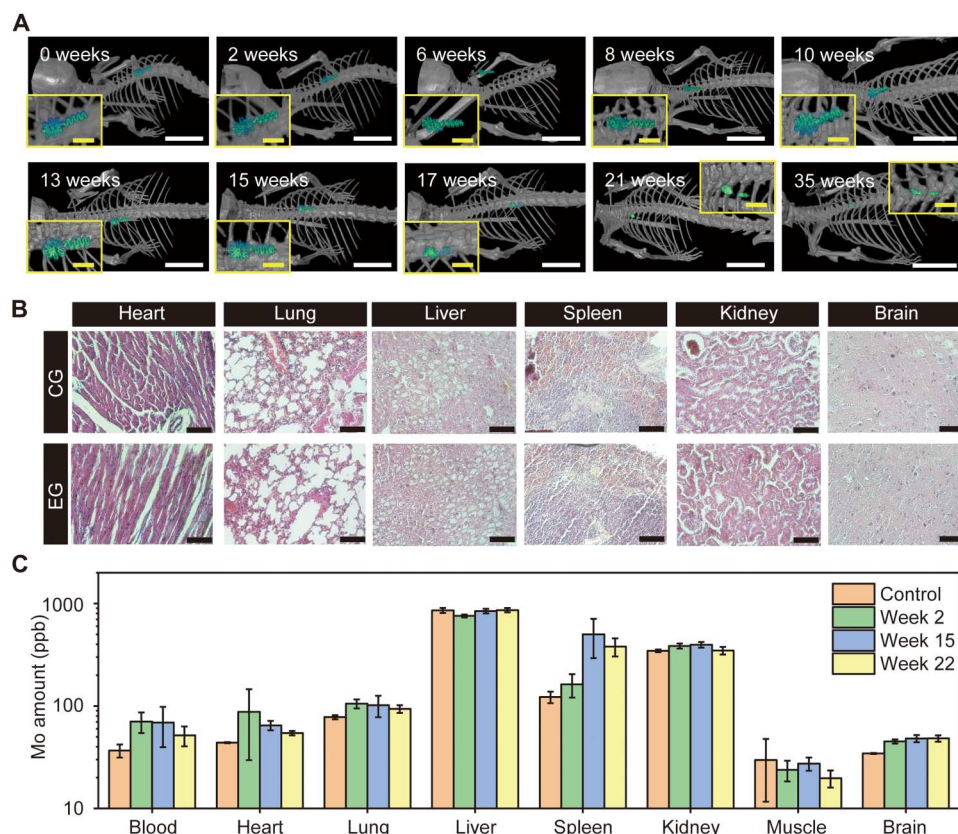 A
0 weeks
2 weeks
6 weeks
8 weeks
10 weeks
13 weeks
15 weeks
17 weeks
21 weeks
35 weeks
B
Heart
Lung
Liver
Spleen
Kidney
Brain
CG
EG
C
Mo amount (ppb)
1000
100
10
Control
Week 2
Week 15
Week 22
Blood
Heart
Lung
Liver
Spleen
Kidney
Muscle
Brain